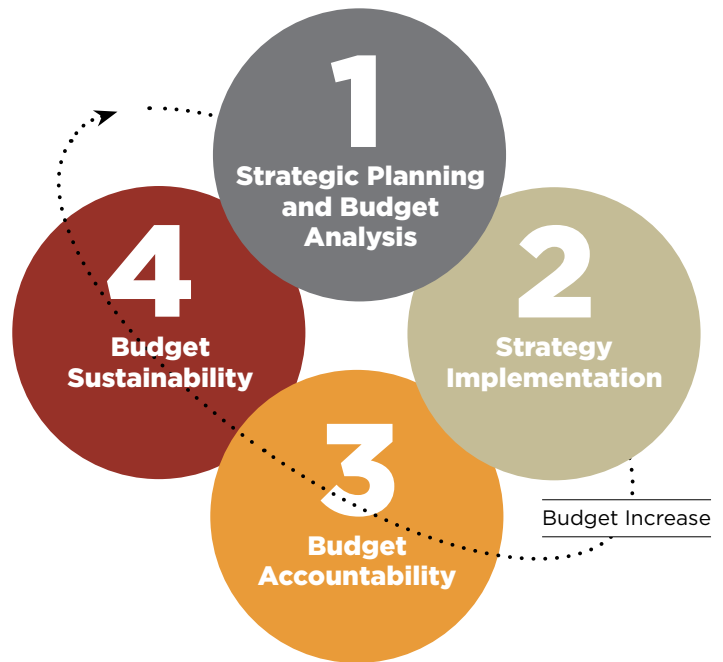 1
Strategic Planning
and Budget
Analysis
2
Strategy
Implementation
Budget Increase
3
Budget
Accountability
4
Budget
Sustainability